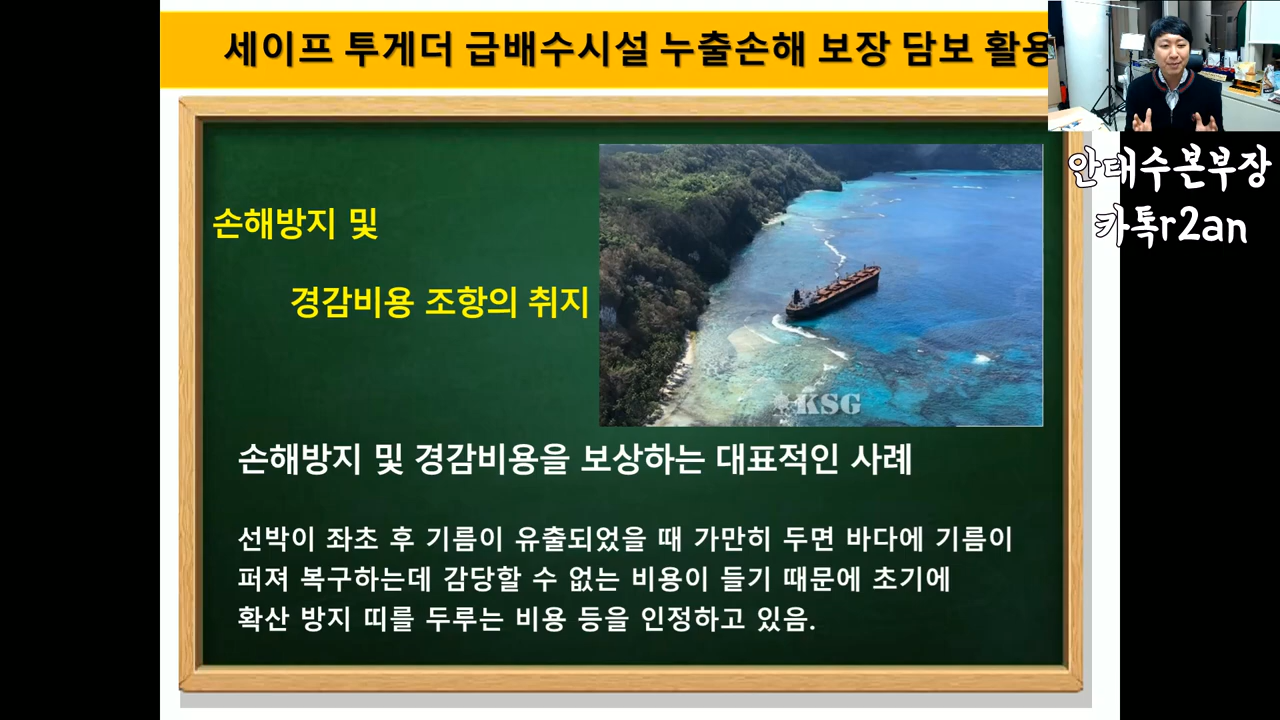 세이프 투게더 급배수시설 누출손해 보장 담보 활용
안태수본부장
카톡r2an
손해방지 및
경감비용 조항의 취지
KSG
손해방지 및 경감비용을 보상하는 대표적인 사례
선박이 좌초 후 기름이 유출되었을 때 가만히 두면 바다에 기름이
퍼져 복구하는데 감당할 수 없는 비용이 들기 때문에 초기에
확산 방지 띠를 두루는 비용 등을 인정하고 있음.